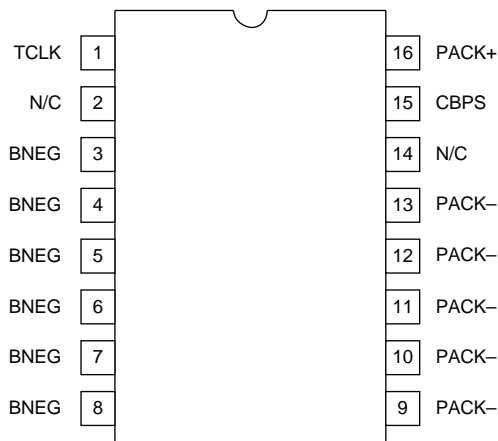 TCLK 1 16 PACK+
N/C 2 15 CBPS
BNEG 3 14 N/C
BNEG 4 13 PACK–
BNEG 5 12 PACK–
BNEG 6 11 PACK–
BNEG 7 10 PACK–
BNEG 8 9 PACK–